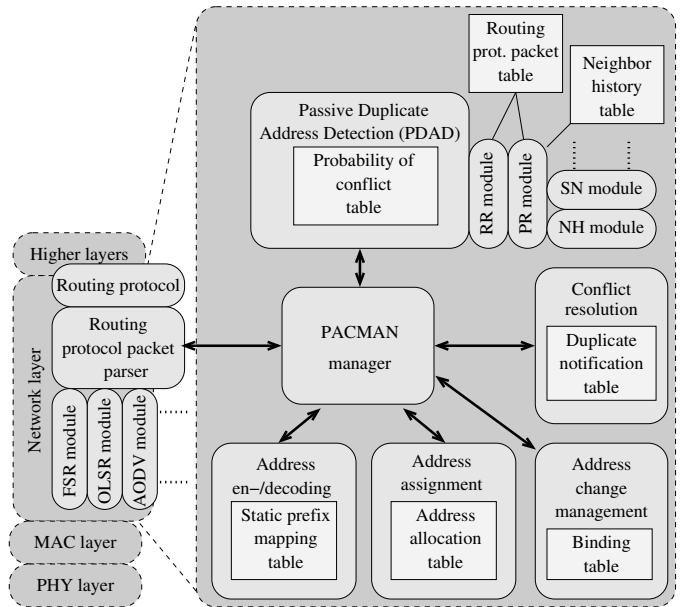 Routing
prot. packet
table
Neighbor
history
table
Passive Duplicate
Address Detection (PDAD)
Probability of
conflict
table
RR module
PR module
SN module
NH module
Higher layers
Routing protocol
Network layer
Routing
protocol packet
parser
FSR module
OLSR module
AODV module
MAC layer
PHY layer
PACMAN
manager
Conflict
resolution
Duplicate
notification
table
Address
en-/decoding
Static prefix
mapping
table
Address
assignment
Address
allocation
table
Address
change
management
Binding
table